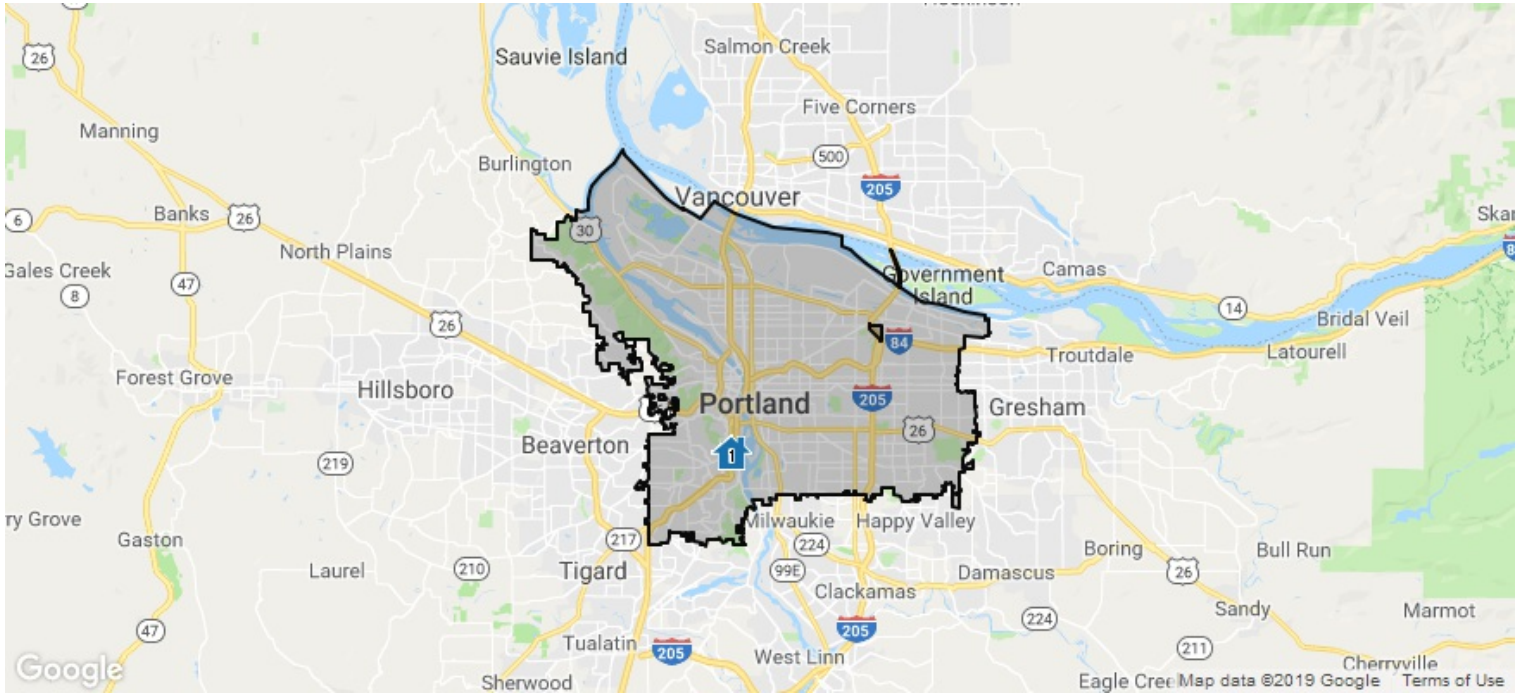 26
Sauvie Island
Salmon Creek
Five Corners
Manning
Burlington
500
205
Vancouver
6
Banks
26
30
North Plains
Gales Creek
47
8
Government
Island
Camas
14
26
84
Bridal Veil
Troutdale
Latourell
Forest Grove
Hillsboro
Portland
205
Gresham
26
Beaverton
1
219
Milwaukie
Happy Valley
Gaston
217
224
Boring
Bull Run
Laurel
210
Tigard
99E
Damascus
26
Clackamas
Sandy
Marmot
47
205
224
Tualatin
205
211
West Linn
Cherryville
Google
Sherwood
Map data ©2019 Google
Terms of Use